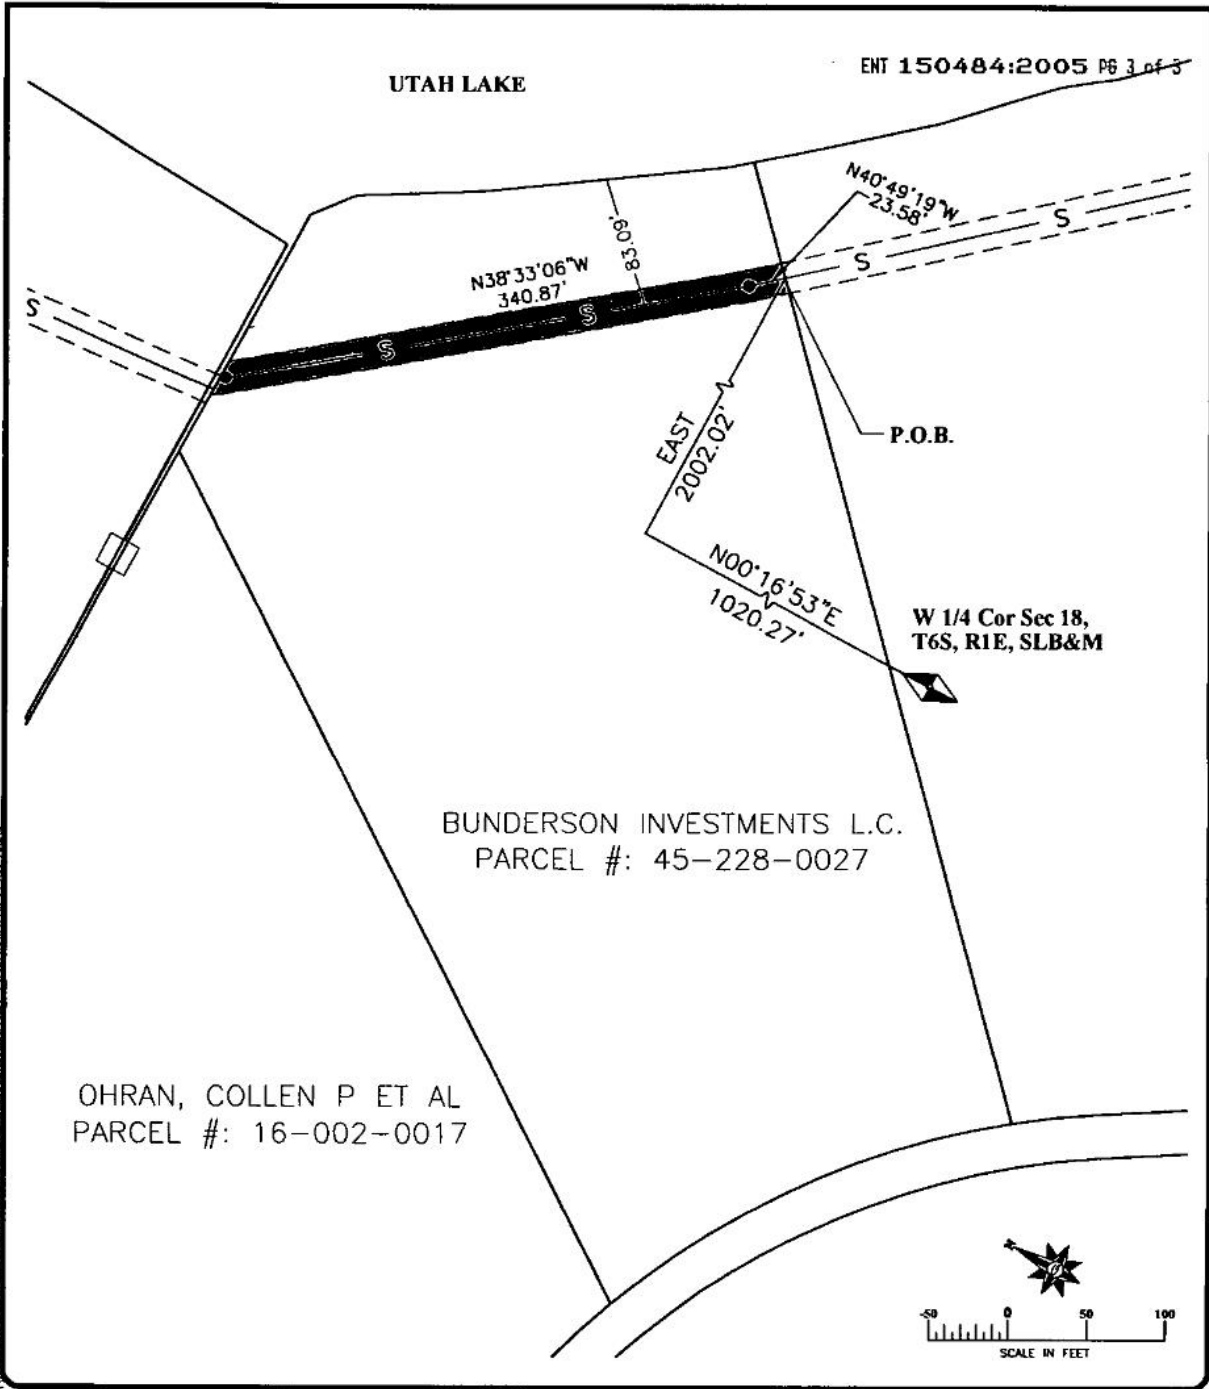 ENT 150484:2005 PG 3 of 3
UTAH LAKE
N40°49'19"W
23.58'
83.09'
N38°33'06"W
340.87'
S
S
S
S
S
EAST
2002.02'
P.O.B.
N00°16'53"E
1020.27'
W 1/4 Cor Sec 18,
T6S, R1E, SLB&M
BUNDERSON INVESTMENTS L.C.
PARCEL #: 45-228-0027
OHRAN, COLLEN P ET AL
PARCEL #: 16-002-0017
N
-50 0 50 100
SCALE IN FEET